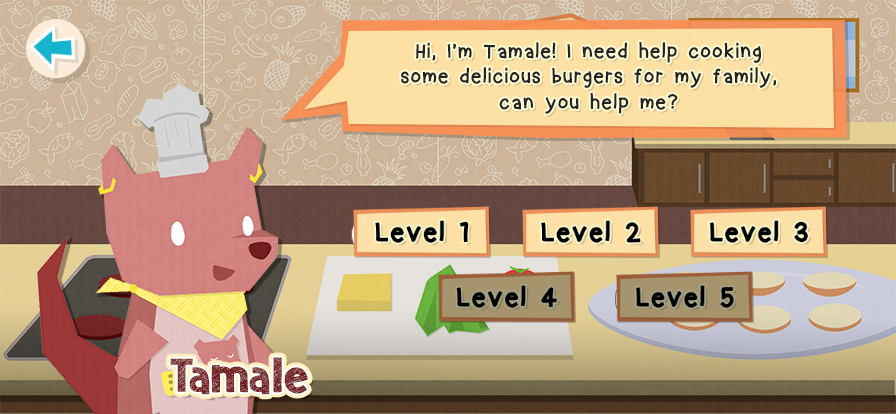 Hi, I'm Tamale! I need help cooking
some delicious burgers for my family,
can you help me?
Level 1
Level 2
Level 3
Level 4
Level 5
Tamale